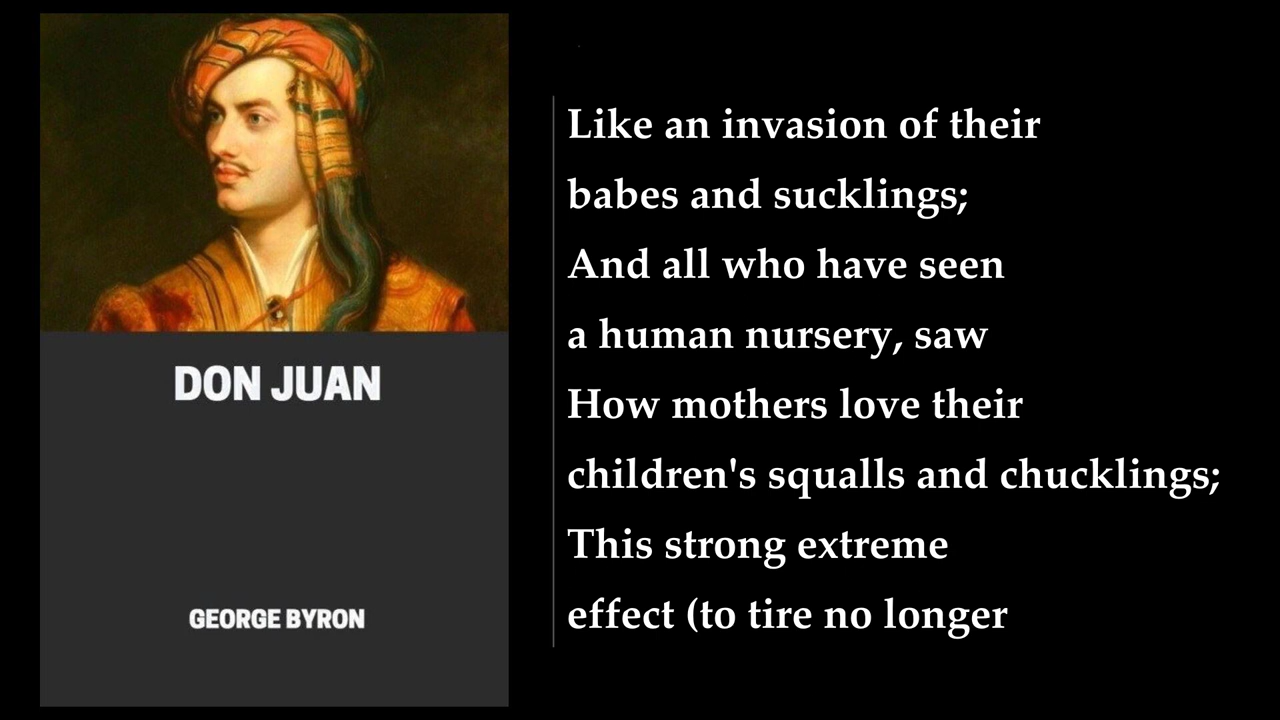 DON JUAN
GEORGE BYRON
Like an invasion of their
babes and sucklings;
And all who have seen
a human nursery, saw
How mothers love their
children's squalls and chucklings;
This strong extreme
effect (to tire no longer